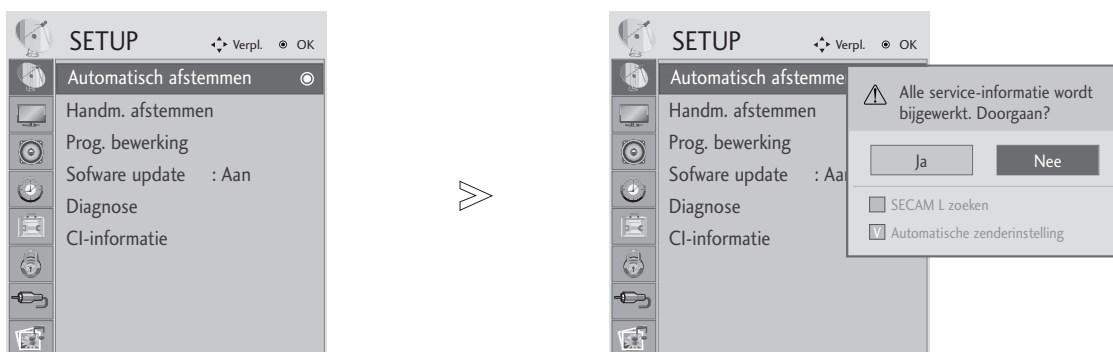 SETUP Verpl. OK
Automatisch afstemmen
Handm. afstemmen
Prog. bewerking
Sofware update : Aan
Diagnose
CI-informatie
SETUP Verpl. OK
Automatisch afstemme
Handm. afstemmen
Prog. bewerking
Sofware update : Aan
Diagnose
CI-informatie
Alle service-informatie wordt
bijgewerkt. Doorgaan?
Ja Nee
SECAM L zoeken
V Automatische zenderinstelling